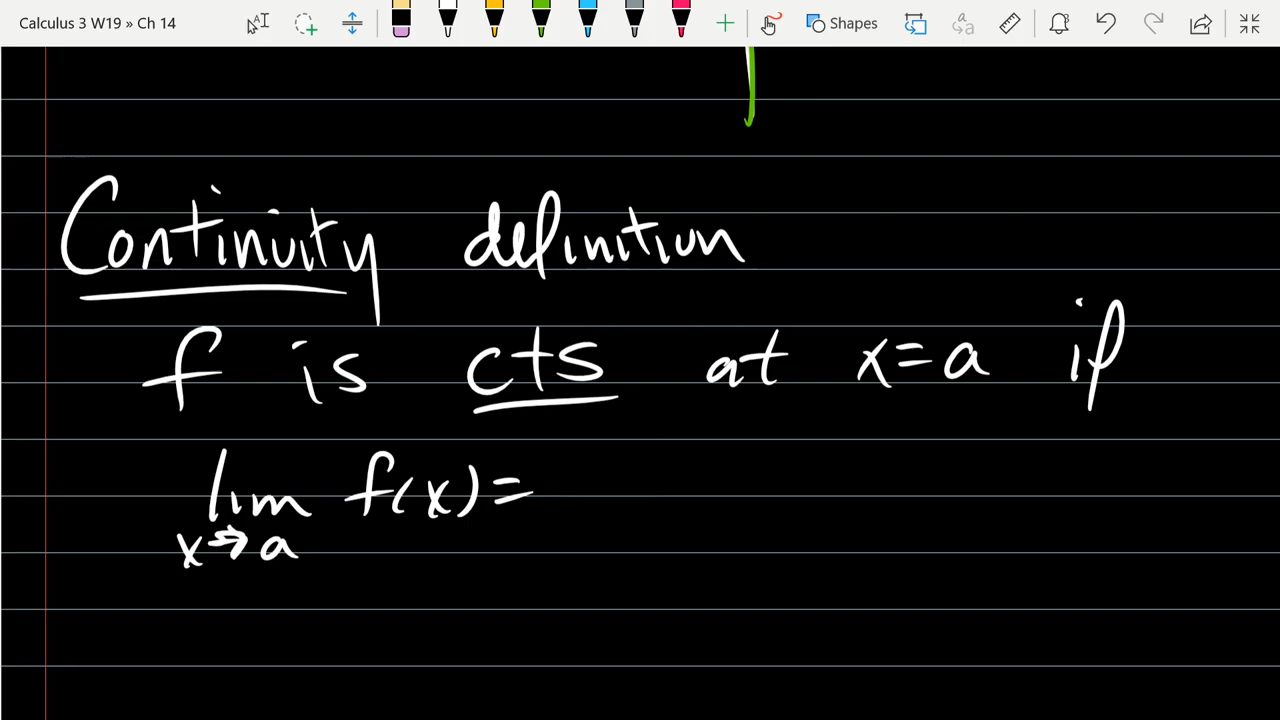 Calculus 3 W19 » Ch 14
Shapes
Continuity definition
f is cts at x=a if
lim f(x)=
x→a